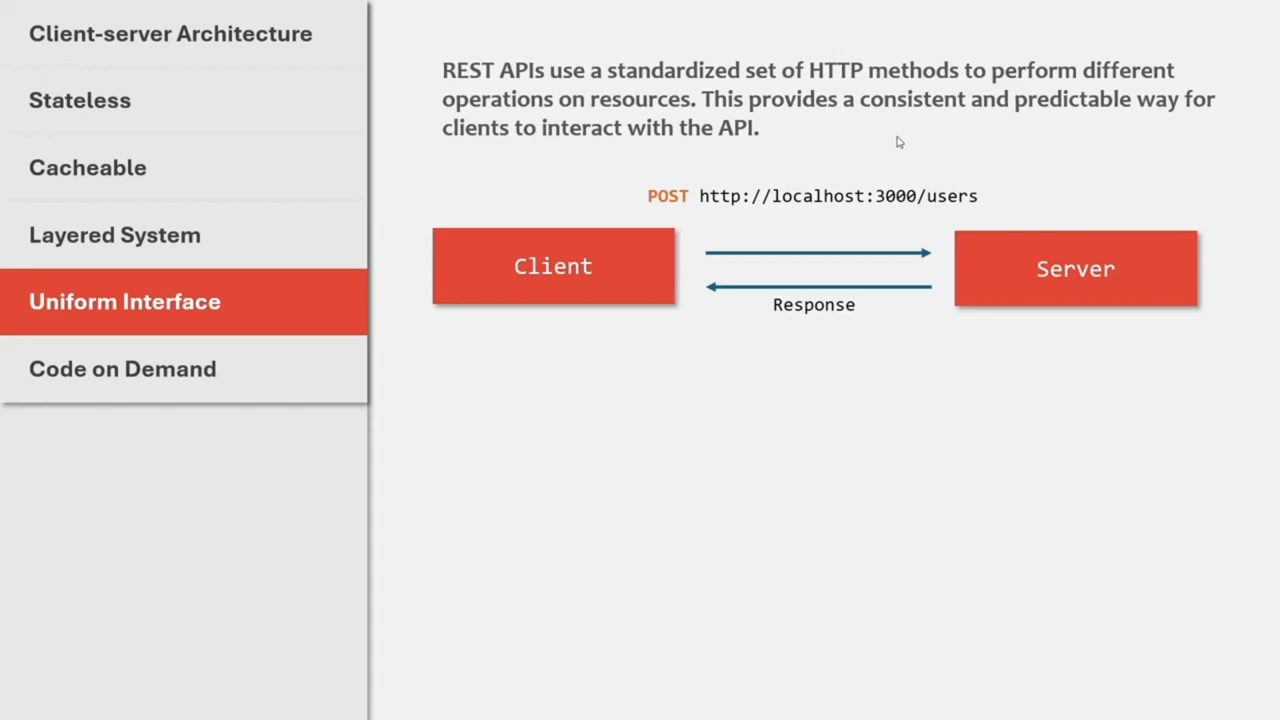 Client-server Architecture
Stateless
Cacheable
Layered System
Uniform Interface
Code on Demand
REST APIs use a standardized set of HTTP methods to perform different
operations on resources. This provides a consistent and predictable way for
clients to interact with the API.
POST http://localhost:3000/users
Client
Server
Response